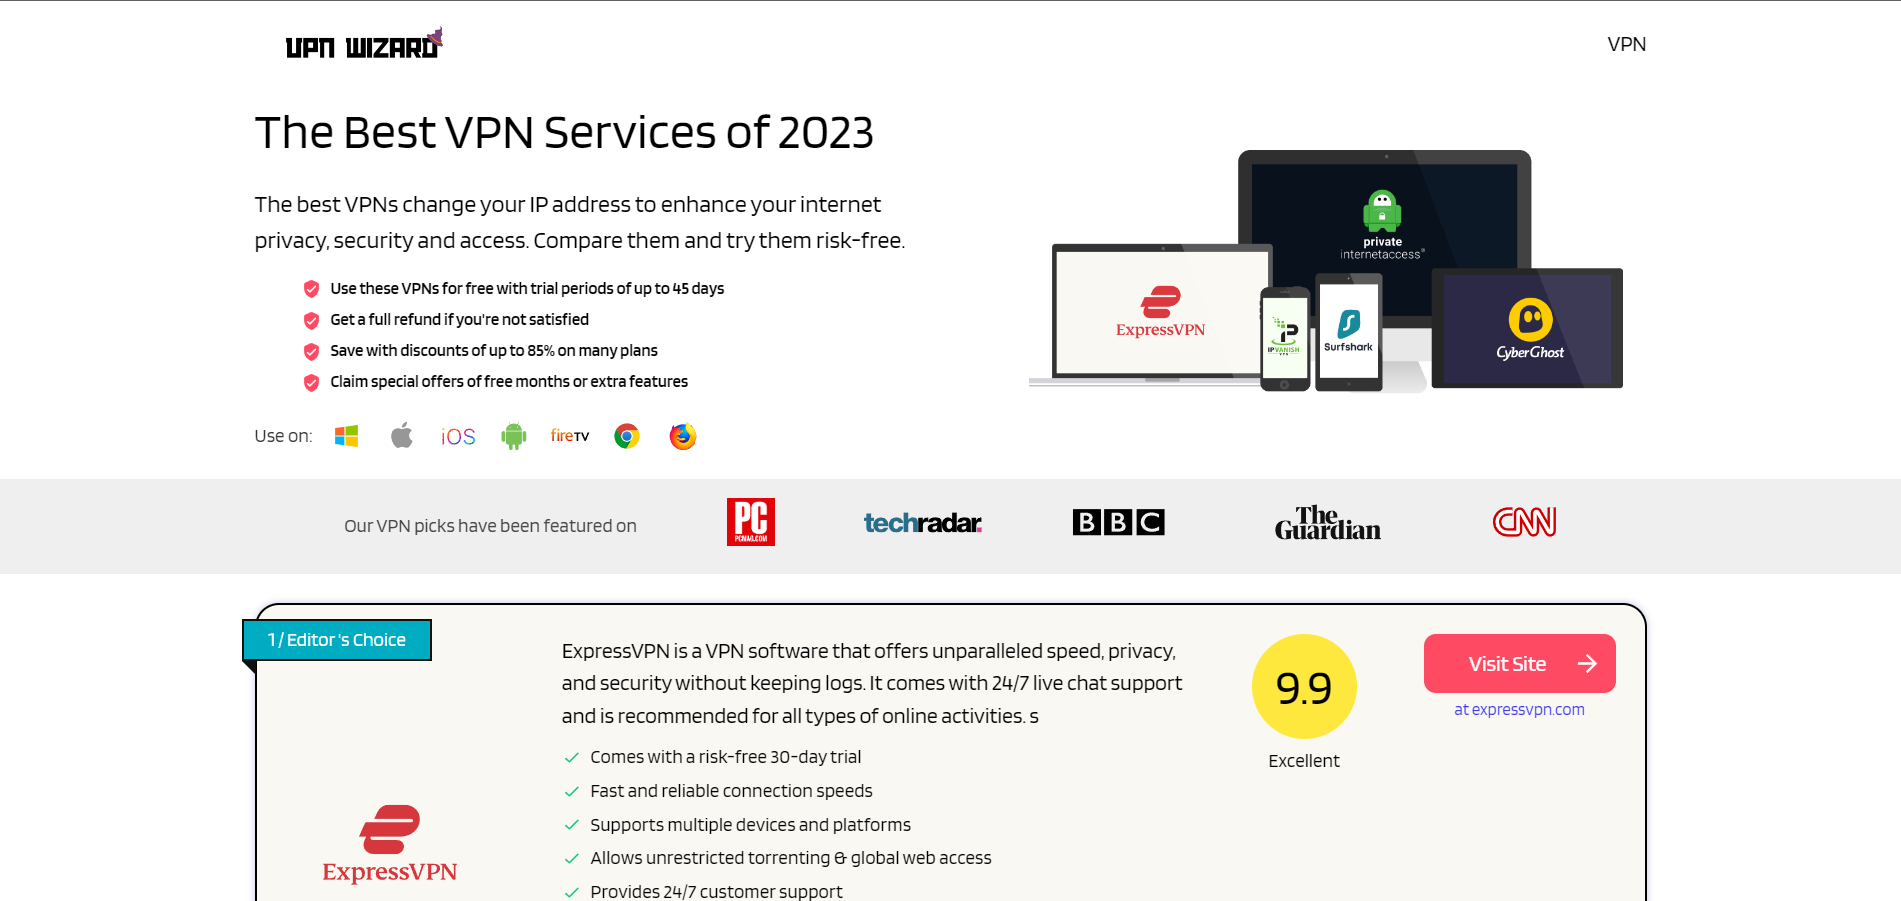 VPN WIZARD
VPN
The Best VPN Services of 2023
The best VPNs change your IP address to enhance your internet
privacy, security and access. Compare them and try them risk-free.
Use these VPNs for free with trial periods of up to 45 days
Get a full refund if you're not satisfied
Save with discounts of up to 85% on many plans
Claim special offers of free months or extra features
private
internetaccess®
ExpressVPN
IPVANISH
VPN
Surfshark
CyberGhost
Use on:
iOS
fireTV
Our VPN picks have been featured on
PC
PCMAG.COM
techradar.
BBC
The
Guardian
CNN
1 / Editor 's Choice
ExpressVPN is a VPN software that offers unparalleled speed, privacy,
and security without keeping logs. It comes with 24/7 live chat support
and is recommended for all types of online activities. s
Comes with a risk-free 30-day trial
Fast and reliable connection speeds
Supports multiple devices and platforms
Allows unrestricted torrenting & global web access
Provides 24/7 customer support
ExpressVPN
9.9
Excellent
Visit Site
at expressvpn.com